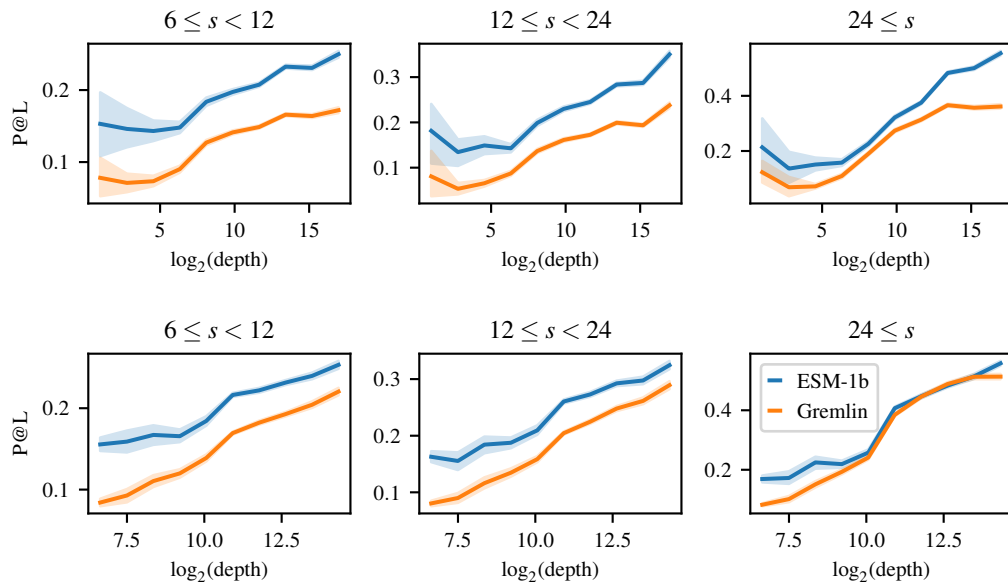 6 ≤ s < 12
12 ≤ s < 24
24 ≤ s
P@L
0.2
0.1
0.3
0.2
0.1
0.4
0.2
5 10 15
5 10 15
5 10 15
log₂(depth)
log₂(depth)
log₂(depth)
6 ≤ s < 12
12 ≤ s < 24
24 ≤ s
P@L
0.2
0.1
0.3
0.2
0.1
0.4
0.2
ESM-1b
Gremlin
7.5 10.0 12.5
7.5 10.0 12.5
7.5 10.0 12.5
log₂(depth)
log₂(depth)
log₂(depth)